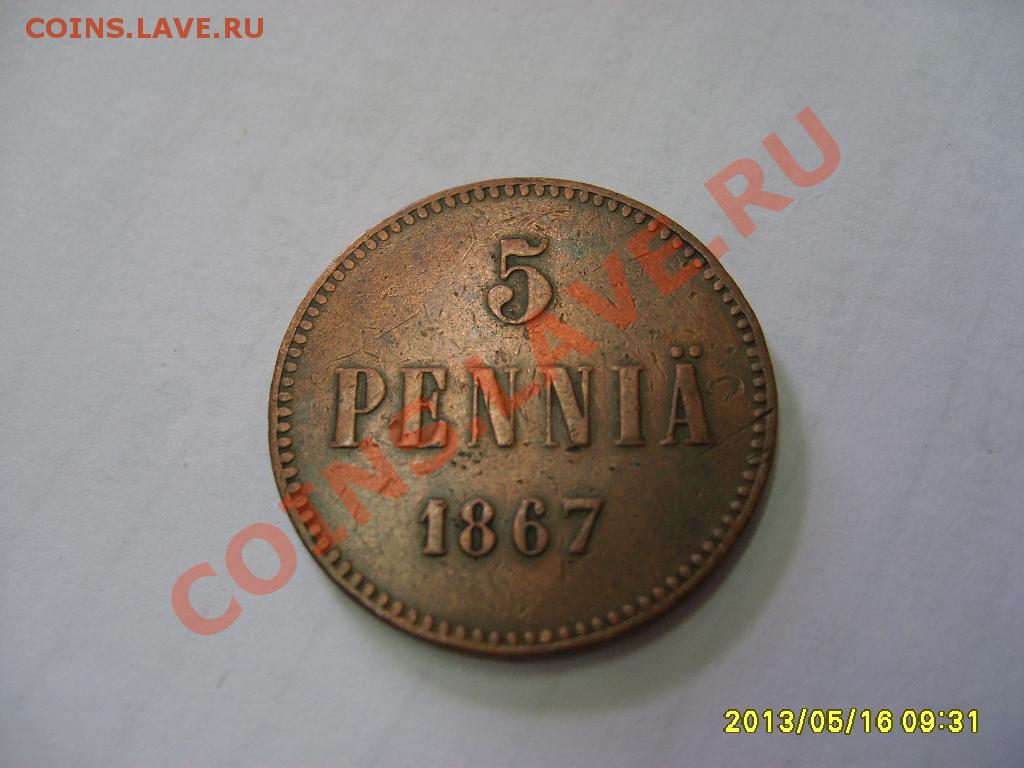 COINS.LAVE.RU
5
PENNIÄ
1867
COINS.LAVE.RU
2013/05/16 09:31